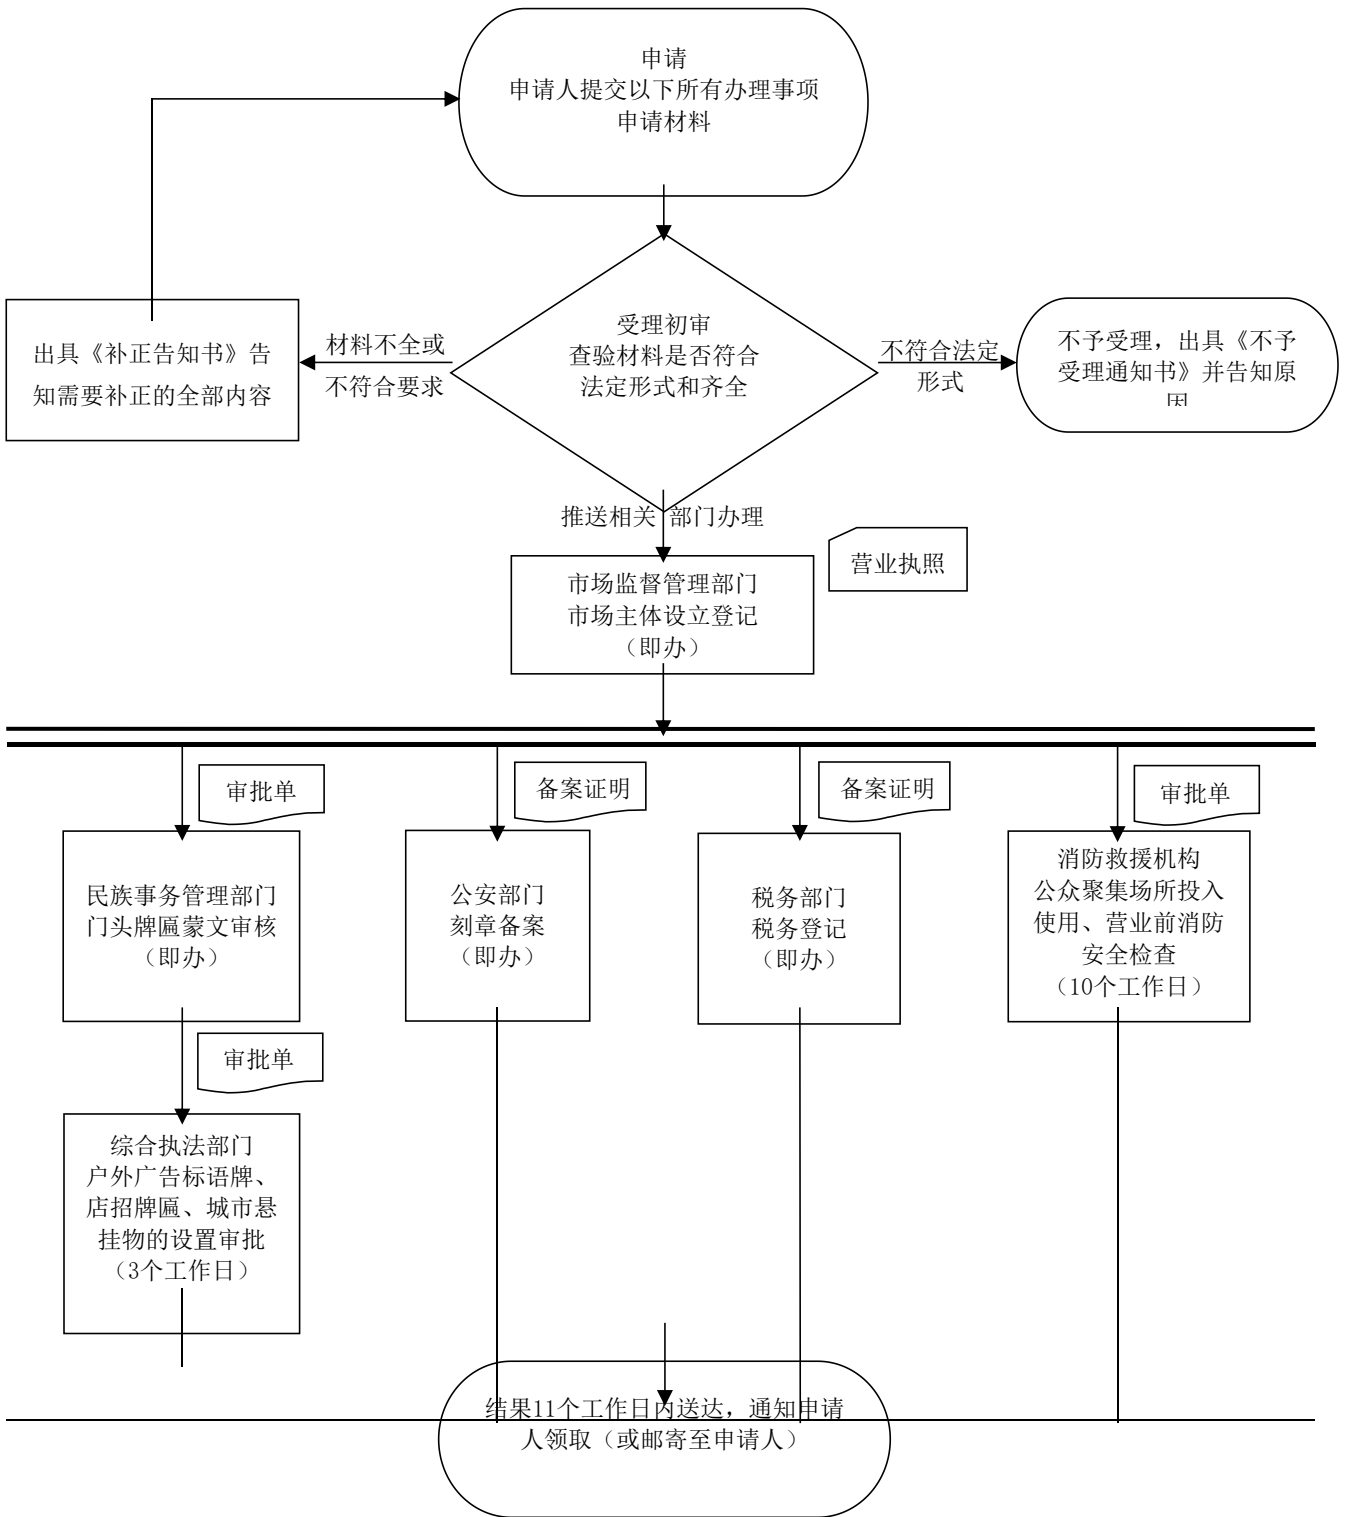 申请
申请人提交以下所有办理事项
申请材料
受理初审
查验材料是否符合
法定形式和齐全
材料不全或
不符合要求
出具《补正告知书》告
知需要补正的全部内容
不符合法定
形式
不予受理，出具《不予
受理通知书》并告知原
因
推送相关 部门办理
营业执照
市场监督管理部门
市场主体设立登记
（即办）
审批单
备案证明
备案证明
审批单
民族事务管理部门
门头牌匾蒙文审核
（即办）
公安部门
刻章备案
（即办）
税务部门
税务登记
（即办）
消防救援机构
公众聚集场所投入
使用、营业前消防
安全检查
（10个工作日）
审批单
综合执法部门
户外广告标语牌、
店招牌匾、城市悬
挂物的设置审批
（3个工作日）
结果11个工作日内送达，通知申请
人领取（或邮寄至申请人）